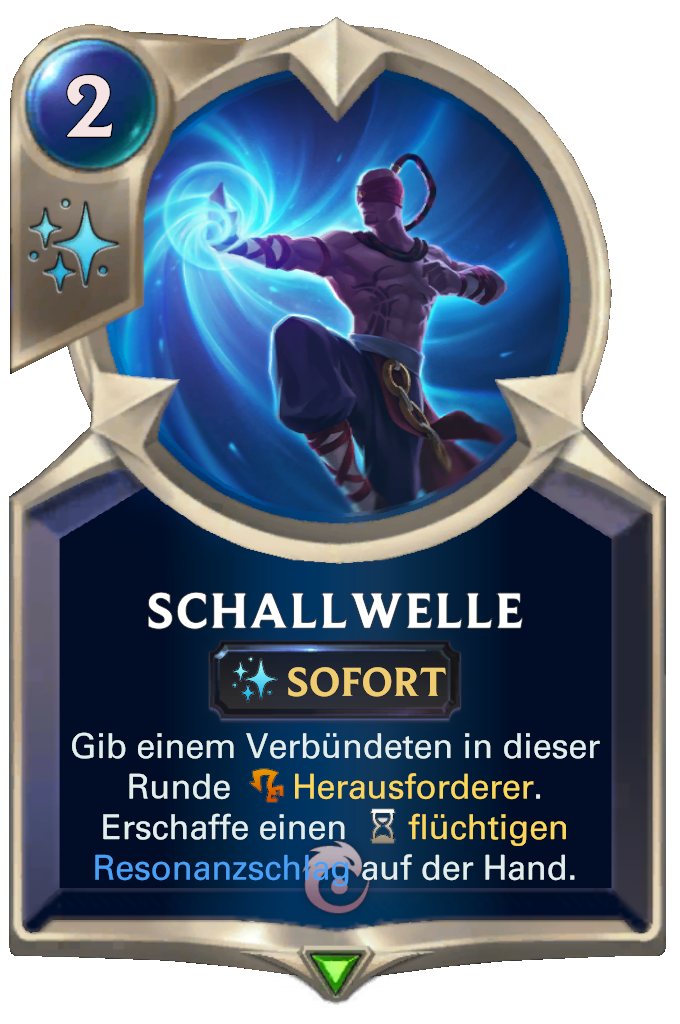 2
SCHALLWELLE
SOFORT
Gib einem Verbündeten in dieser
Runde Herausforderer.
Erschaffe einen flüchtigen
Resonanzschlag auf der Hand.